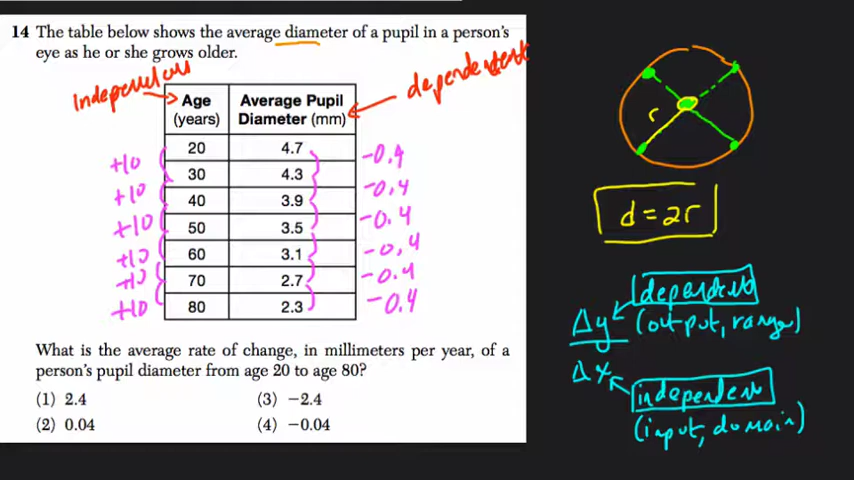 14 The table below shows the average diameter of a pupil in a person's
eye as he or she grows older.
dependent
Age
(years)
Average Pupil
Diameter (mm)
20 4.7
30 4.3
40 3.9
50 3.5
60 3.1
70 2.7
80 2.3
+10
+10
+10
+10
+10
+10
-0.4
-0.4
-0.4
-0.4
-0.4
-0.4
What is the average rate of change, in millimeters per year, of a
person's pupil diameter from age 20 to age 80?
(1) 2.4 (3) −2.4
(2) 0.04 (4) −0.04
r
d = 2r
dependent
Δy (output, range)
Δx
independent
(input, domain)